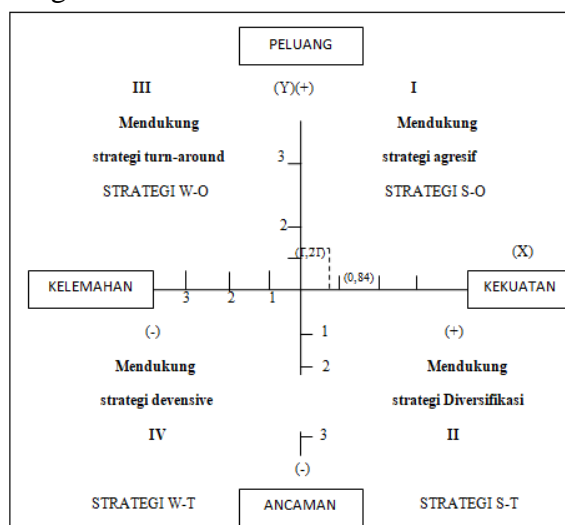 PELUANG
III (Y)(+) I
Mendukung Mendukung
strategi turn-around 3 strategi agresif
STRATEGI W-O STRATEGI S-O
2
(1,21) (X)
(0,84)
KELEMAHAN KEKUATAN
3 2 1
(-) 1 (+)
Mendukung 2 Mendukung
strategi devensive strategi Diversifikasi
IV 3 II
(-)
STRATEGI W-T ANCAMAN STRATEGI S-T